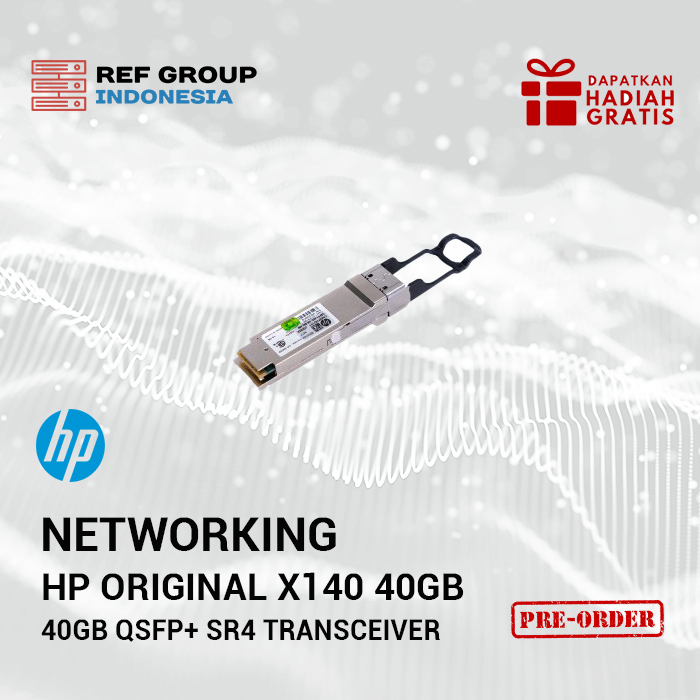 REF GROUP
INDONESIA
DAPATKAN
HADIAH
GRATIS
hp
NETWORKING
HP ORIGINAL X140 40GB
40GB QSFP+ SR4 TRANSCEIVER
PRE-ORDER